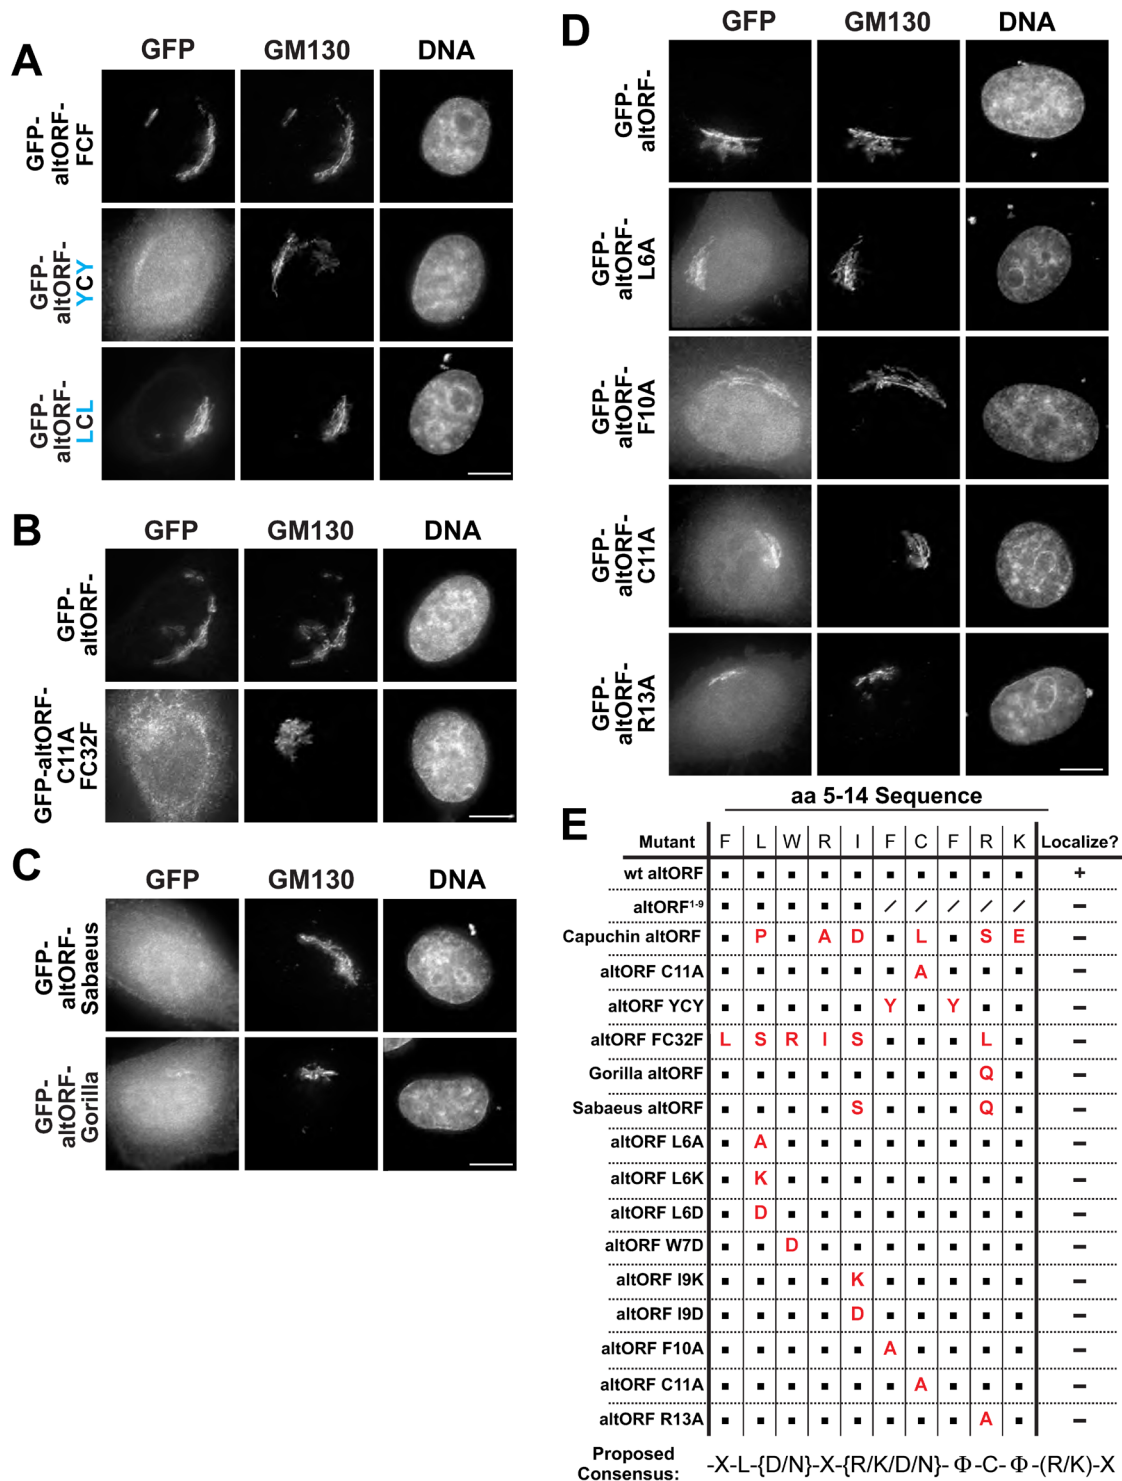 A
GFP GM130 DNA
GFP-
altORF-
FCF
GFP-
altORF-
YCY
GFP-
altORF-
LCL
B
GFP GM130 DNA
GFP-
altORF-
GFP-altORF-
C11A
FC32F
C
GFP GM130 DNA
GFP-
altORF-
Sabaeus
GFP-
altORF-
Gorilla
D
GFP GM130 DNA
GFP-
altORF-
GFP-
altORF-
L6A
GFP-
altORF-
F10A
GFP-
altORF-
C11A
GFP-
altORF-
R13A
E
aa 5-14 Sequence
Mutant F L W R I F C F R K Localize?
wt altORF ▪ ▪ ▪ ▪ ▪ ▪ ▪ ▪ ▪ ▪ +
altORF1-9 ▪ ▪ ▪ ▪ ▪ / / / / / −
Capuchin altORF ▪ P ▪ A D ▪ L ▪ S E −
altORF C11A ▪ ▪ ▪ ▪ ▪ ▪ A ▪ ▪ ▪ −
altORF YCY ▪ ▪ ▪ ▪ ▪ Y ▪ Y ▪ ▪ −
altORF FC32F L S R I S ▪ ▪ ▪ L ▪ −
Gorilla altORF ▪ ▪ ▪ ▪ ▪ ▪ ▪ ▪ Q ▪ −
Sabaeus altORF ▪ ▪ ▪ ▪ S ▪ ▪ ▪ Q ▪ −
altORF L6A ▪ A ▪ ▪ ▪ ▪ ▪ ▪ ▪ ▪ −
altORF L6K ▪ K ▪ ▪ ▪ ▪ ▪ ▪ ▪ ▪ −
altORF L6D ▪ D ▪ ▪ ▪ ▪ ▪ ▪ ▪ ▪ −
altORF W7D ▪ ▪ D ▪ ▪ ▪ ▪ ▪ ▪ ▪ −
altORF I9K ▪ ▪ ▪ ▪ K ▪ ▪ ▪ ▪ ▪ −
altORF I9D ▪ ▪ ▪ ▪ D ▪ ▪ ▪ ▪ ▪ −
altORF F10A ▪ ▪ ▪ ▪ ▪ A ▪ ▪ ▪ ▪ −
altORF C11A ▪ ▪ ▪ ▪ ▪ ▪ A ▪ ▪ ▪ −
altORF R13A ▪ ▪ ▪ ▪ ▪ ▪ ▪ ▪ A ▪ −
Proposed
Consensus: -X-L-{D/N}-X-{R/K/D/N}-Φ-C-Φ-(R/K)-X